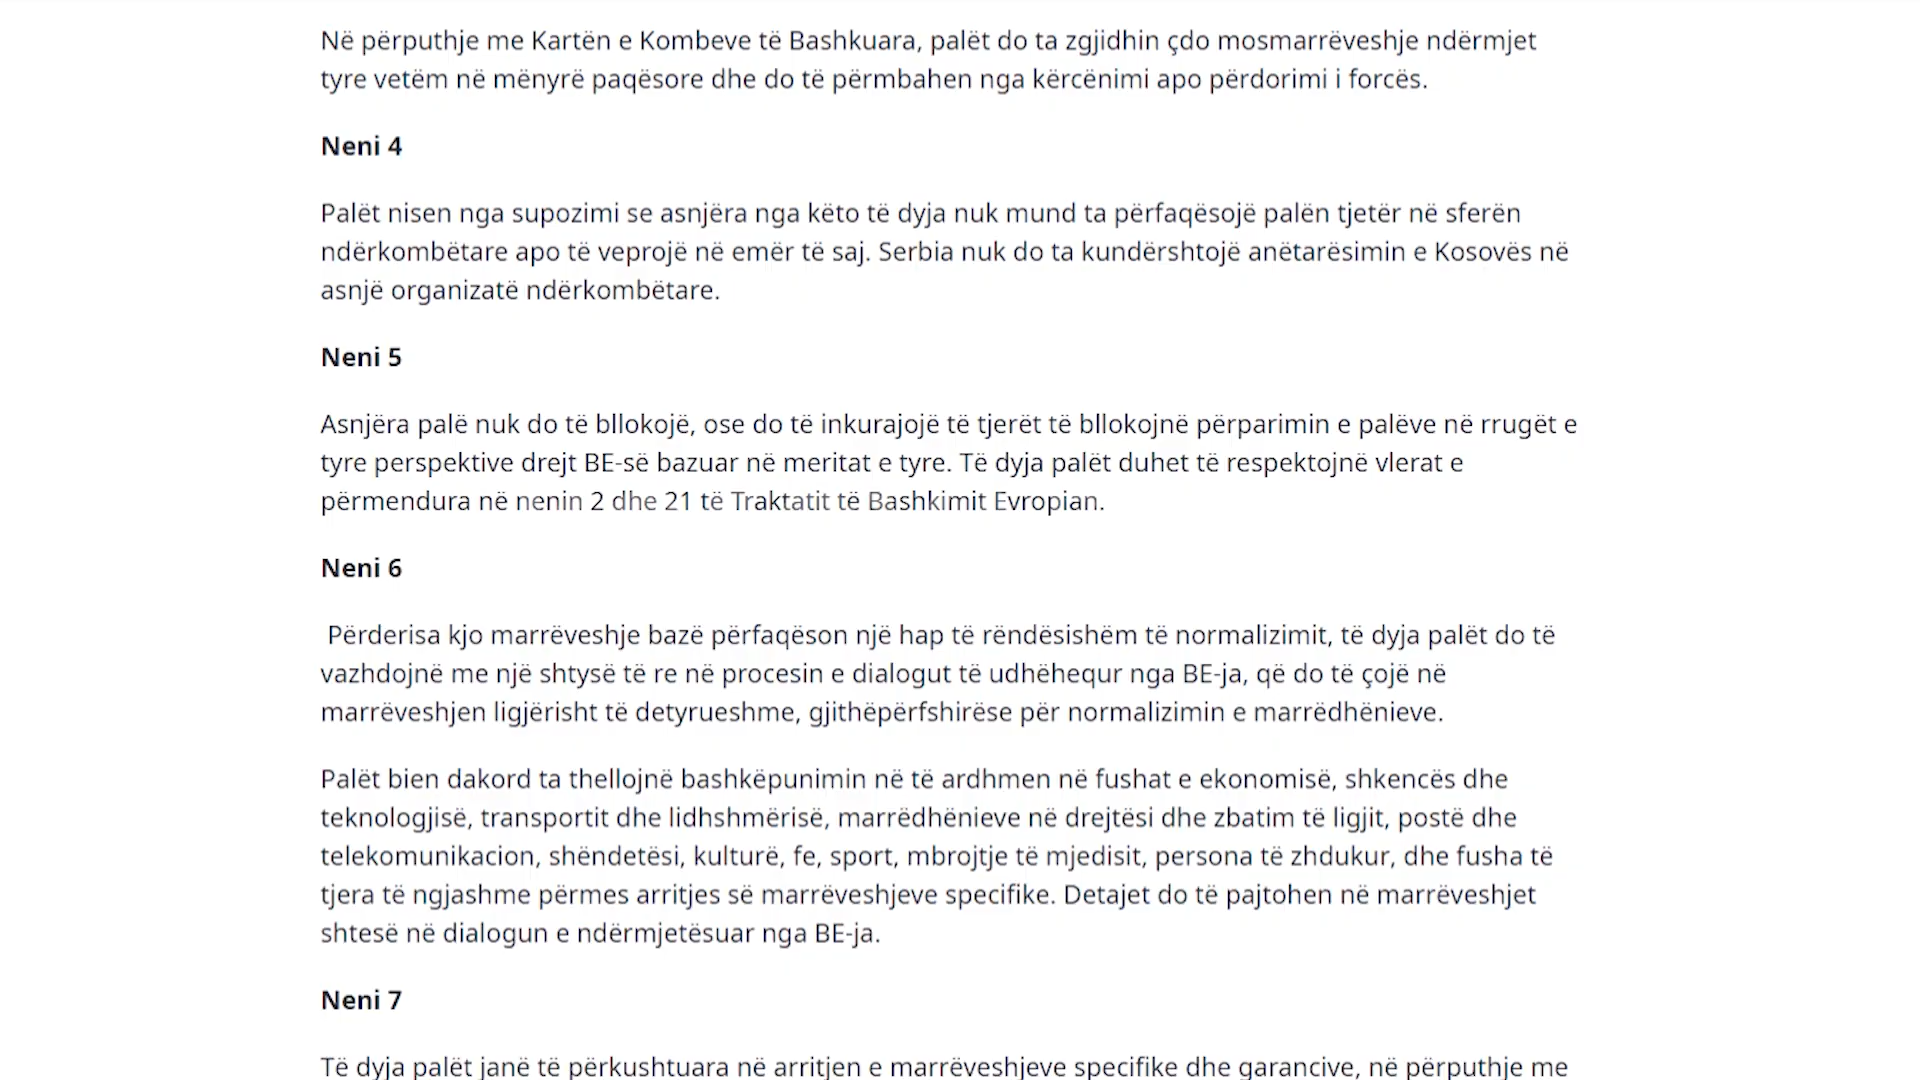 Në përputhje me Kartën e Kombeve të Bashkuara, palët do ta zgjidhin çdo mosmarrëveshje ndërmjet
tyre vetëm në mënyrë paqësore dhe do të përmbahen nga kërcënimi apo përdorimi i forcës.
Neni 4
Palët nisen nga supozimi se asnjëra nga këto të dyja nuk mund ta përfaqësojë palën tjetër në sferën
ndërkombëtare apo të veprojë në emër të saj. Serbia nuk do ta kundërshtojë anëtarësimin e Kosovës në
asnjë organizatë ndërkombëtare.
Neni 5
Asnjëra palë nuk do të bllokojë, ose do të inkurajojë të tjerët të bllokojnë përparimin e palëve në rrugët e
tyre perspektive drejt BE-së bazuar në meritat e tyre. Të dyja palët duhet të respektojnë vlerat e
përmendura në nenin 2 dhe 21 të Traktatit të Bashkimit Evropian.
Neni 6
Përderisa kjo marrëveshje bazë përfaqëson një hap të rëndësishëm të normalizimit, të dyja palët do të
vazhdojnë me një shtysë të re në procesin e dialogut të udhëhequr nga BE-ja, që do të çojë në
marrëveshjen ligjërisht të detyrueshme, gjithëpërfshirëse për normalizimin e marrëdhënieve.
Palët bien dakord ta thellojnë bashkëpunimin në të ardhmen në fushat e ekonomisë, shkencës dhe
teknologjisë, transportit dhe lidhshmërisë, marrëdhënieve në drejtësi dhe zbatim të ligjit, postë dhe
telekomunikacion, shëndetësi, kulturë, fe, sport, mbrojtje të mjedisit, persona të zhdukur, dhe fusha të
tjera të ngjashme përmes arritjes së marrëveshjeve specifike. Detajet do të pajtohen në marrëveshjet
shtesë në dialogun e ndërmjetësuar nga BE-ja.
Neni 7
Të dyja palët janë të përkushtuara në arritjen e marrëveshjeve specifike dhe garancive, në përputhje me